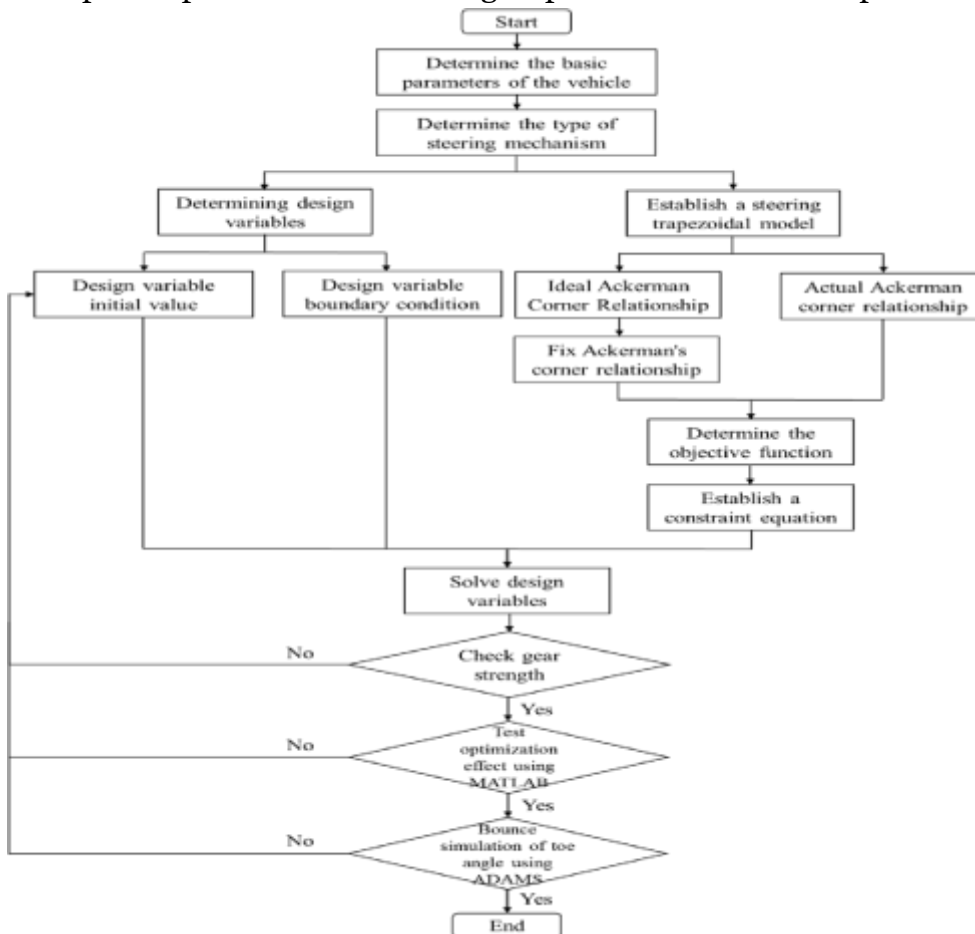 Start
Determine the basic
parameters of the vehicle
Determine the type of
steering mechanism
Determining design
variables
Establish a steering
trapezoidal model
Design variable
initial value
Design variable
boundary condition
Ideal Ackerman
Corner Relationship
Actual Ackerman
corner relationship
Fix Ackerman's
corner relationship
Determine the
objective function
Establish a
constraint equation
Solve design
variables
No
Check gear
strength
Yes
No
Test
optimization
effect using
MATLAB
Yes
No
Bounce
simulation of toe
angle using
ADAMS
Yes
End